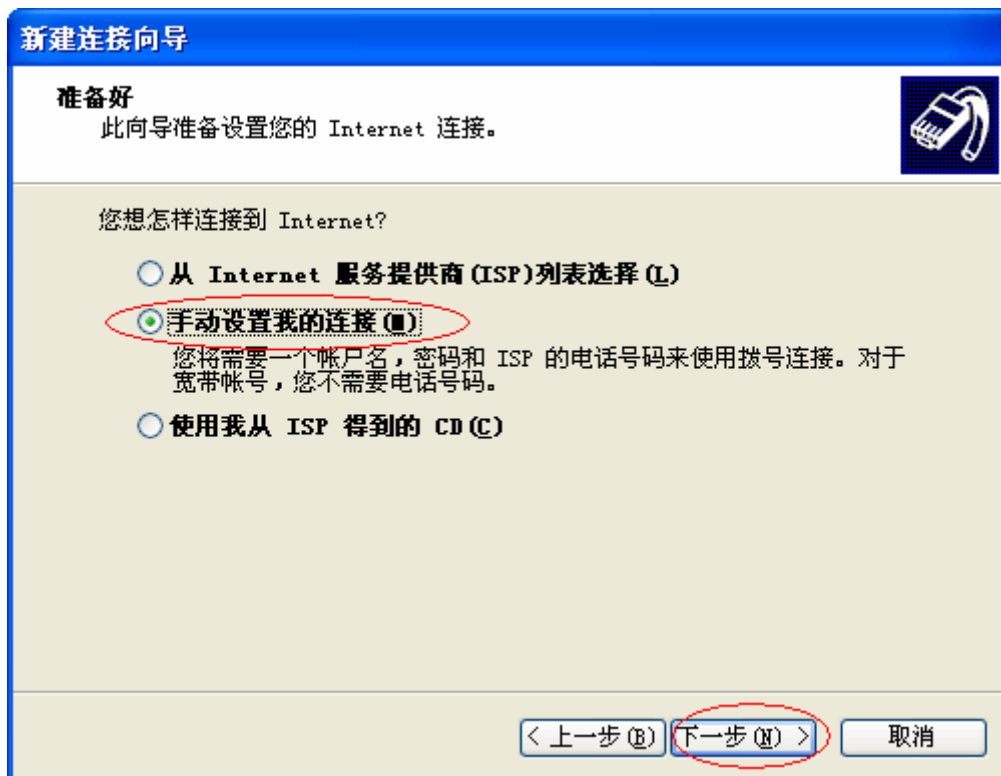 新建连接向导
准备好
此向导准备设置您的 Internet 连接。
您想怎样连接到 Internet?
从 Internet 服务提供商(ISP)列表选择(L)
手动设置我的连接(M)
您将需要一个帐户名，密码和 ISP 的电话号码来使用拨号连接。对于
宽带帐号，您不需要电话号码。
使用我从 ISP 得到的 CD(C)
< 上一步(B)
下一步(N) >
取消